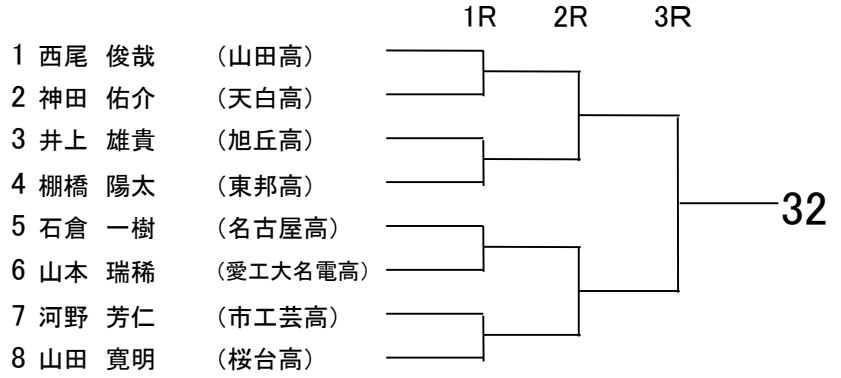 1R 2R 3R
1 西尾 俊哉 （山田高）
2 神田 佑介 （天白高）
3 井上 雄貴 （旭丘高）
4 棚橋 陽太 （東邦高）
5 石倉 一樹 （名古屋高）
6 山本 瑞稀 （愛工大名電高）
7 河野 芳仁 （市工芸高）
8 山田 寛明 （桜台高）
32